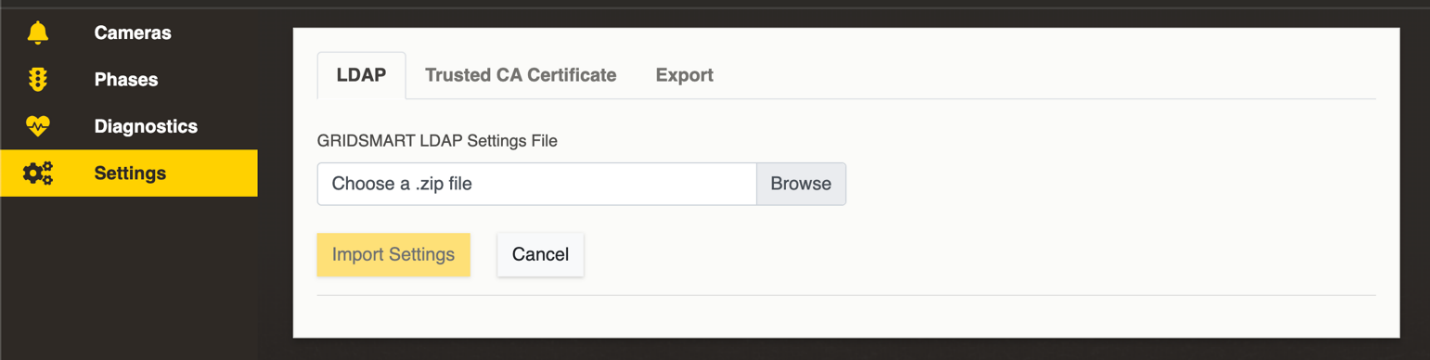 Cameras
Phases
Diagnostics
Settings
LDAP Trusted CA Certificate Export
GRIDSMART LDAP Settings File
Choose a .zip file Browse
Import Settings Cancel